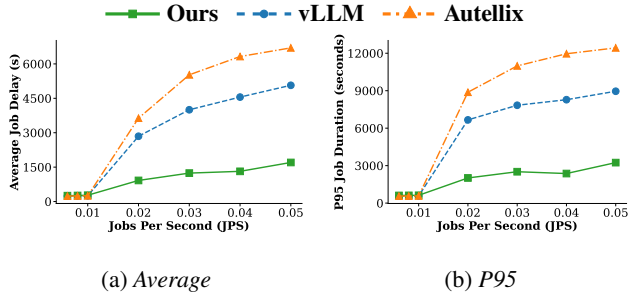 Ours vLLM Autellix
Average Job Delay (s)
6000
4500
3000
1500
0
0.01 0.02 0.03 0.04 0.05
Jobs Per Second (JPS)
(a) Average
P95 Job Duration (seconds)
12000
9000
6000
3000
0
0.01 0.02 0.03 0.04 0.05
Jobs Per Second (JPS)
(b) P95